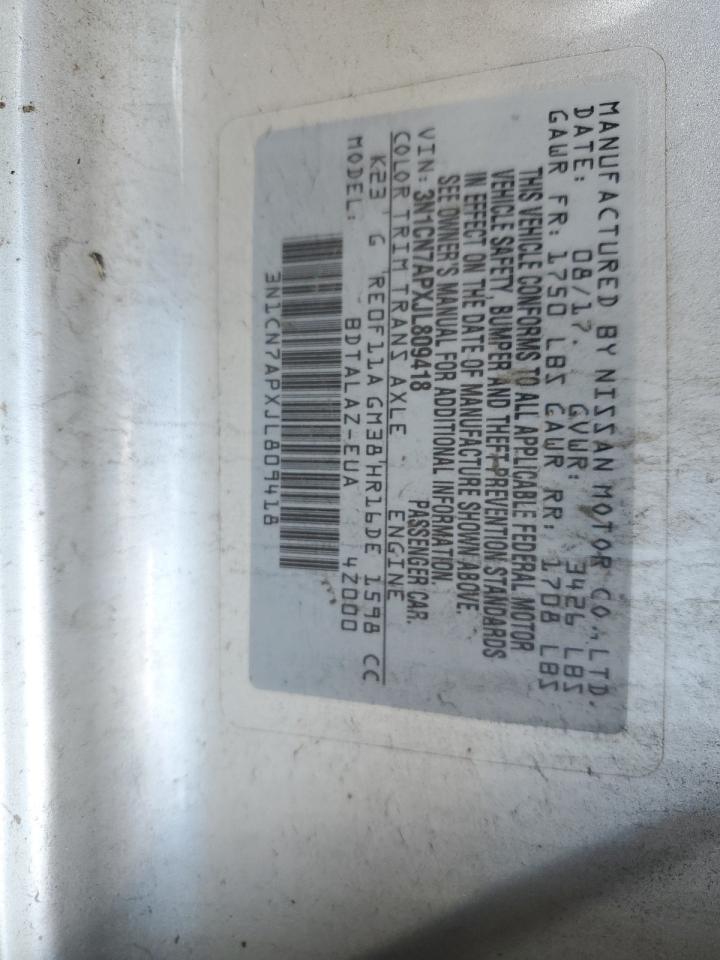 MANUFACTURED BY NISSAN MOTOR CO., LTD.
DATE: 08/17. GVWR: 3426 LBS
GAWR FR: 1750 LBS GAWR RR: 1708 LBS
THIS VEHICLE CONFORMS TO ALL APPLICABLE FEDERAL MOTOR
VEHICLE SAFETY, BUMPER AND THEFT PREVENTION STANDARDS
IN EFFECT ON THE DATE OF MANUFACTURE SHOWN ABOVE.
SEE OWNER'S MANUAL FOR ADDITIONAL INFORMATION.
VIN: 3N1CN7APXJL809418 PASSENGER CAR.
COLOR TRIM TRANS AXLE ENGINE
K23 G RE0F11A GM38 HR16DE 1598 CC
MODEL: BDTALAZ-EUA 4Z000
3N1CN7APXJL809418